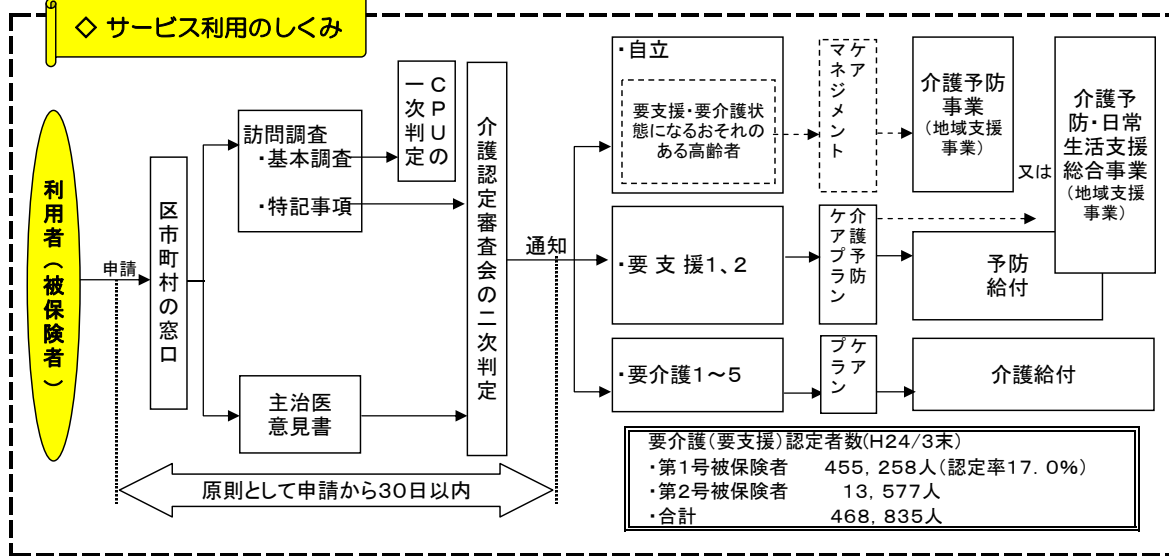 ◇ サービス利用のしくみ
利用者（被保険者）
申請
区市町村の窓口
訪問調査
・基本調査
・特記事項
主治医
意見書
CPUの
一次判定
介護認定審査会の二次判定
通知
原則として申請から30日以内
・自立
要支援・要介護状
態になるおそれの
ある高齢者
ケア
マネジメント
介護予防
事業
(地域支援
事業)
又は
介護予
防・日常
生活支援
総合事業
(地域支援
事業)
・要 支 援1、2
介護予防
ケアプラン
予防
給付
・要介護1～5
ケア
プラン
介護給付
要介護(要支援)認定者数(H24/3末)
・第1号被保険者 455, 258人(認定率17. 0%)
・第2号被保険者 13, 577人
・合計 468, 835人